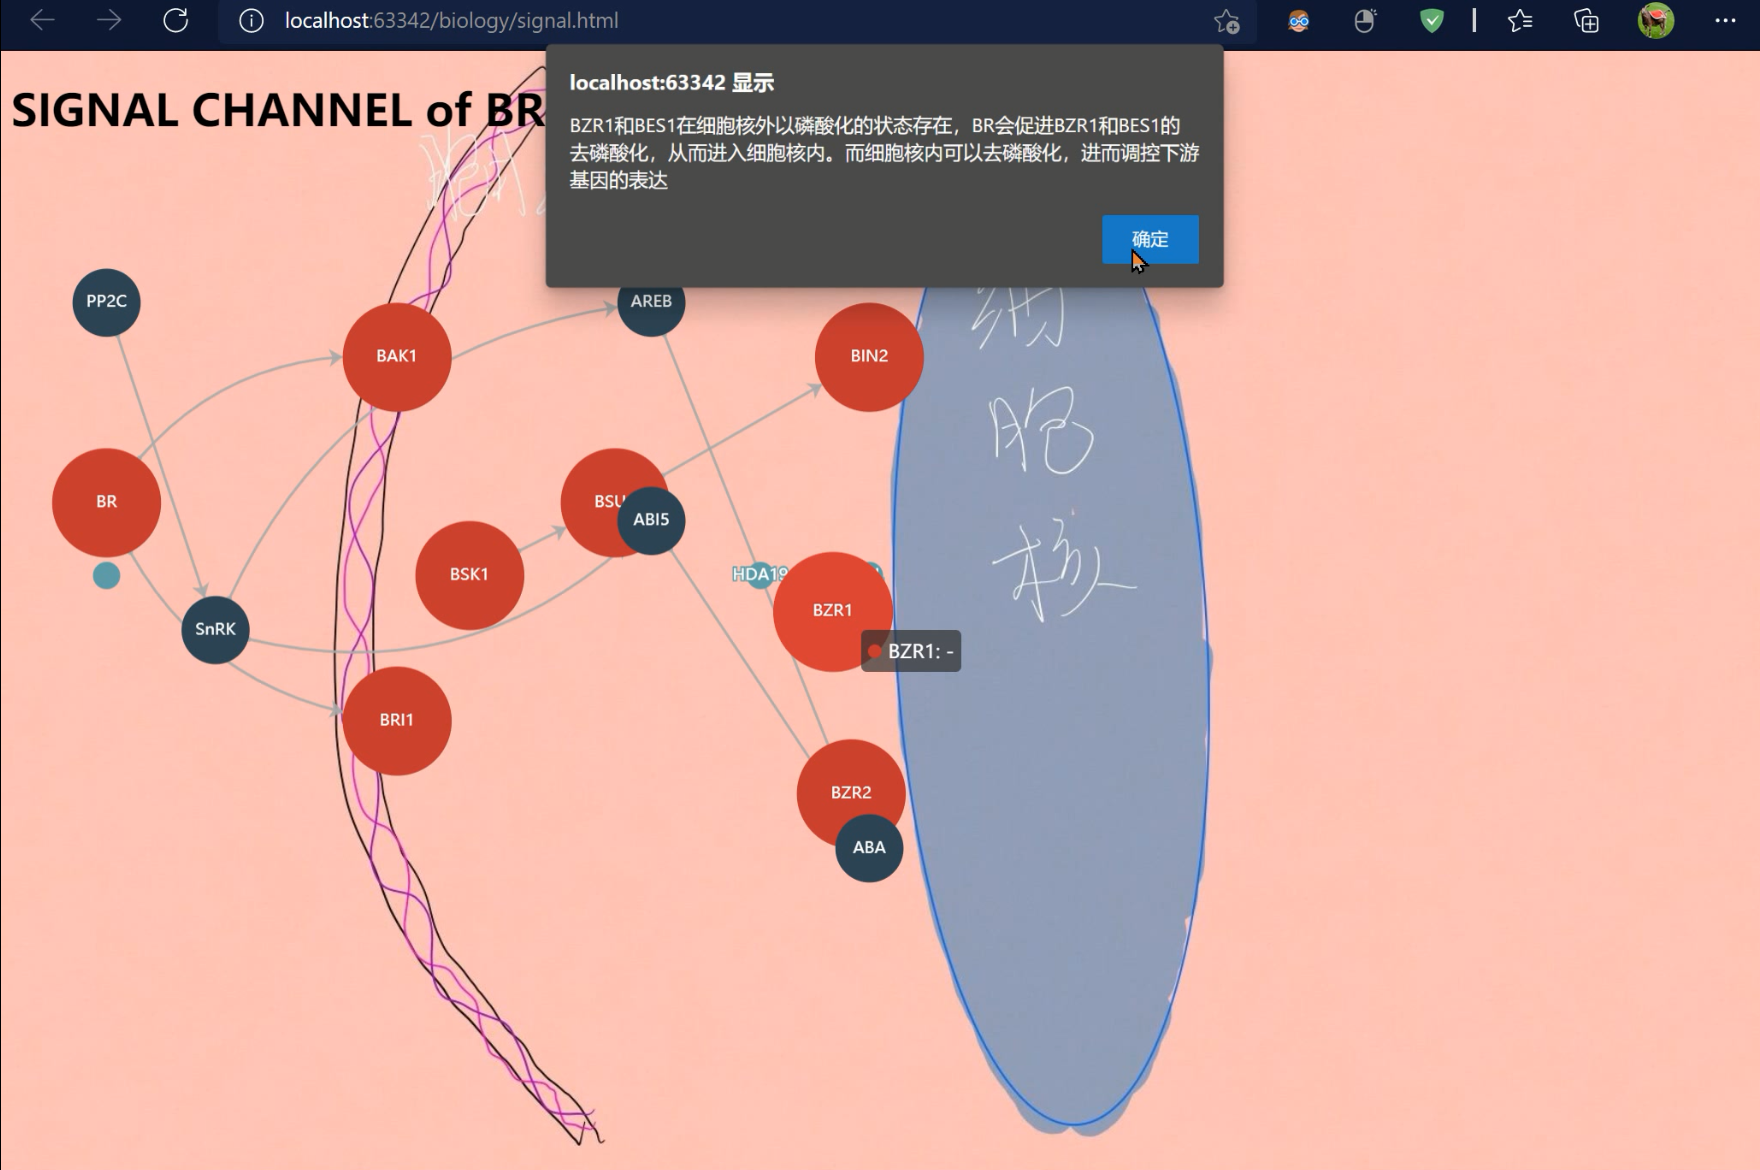 localhost:63342/biology/signal.html
SIGNAL CHANNEL of BR
localhost:63342 显示
BZR1和BES1在细胞核外以磷酸化的状态存在，BR会促进BZR1和BES1的
去磷酸化，从而进入细胞核内。而细胞核内可以去磷酸化，进而调控下游
基因的表达
确定
PP2C
AREB
BAK1
BIN2
细
胞
核
BR
BSU
ABI5
BSK1
HDA19
BZR1
SnRK
BZR1: -
BRI1
BZR2
ABA